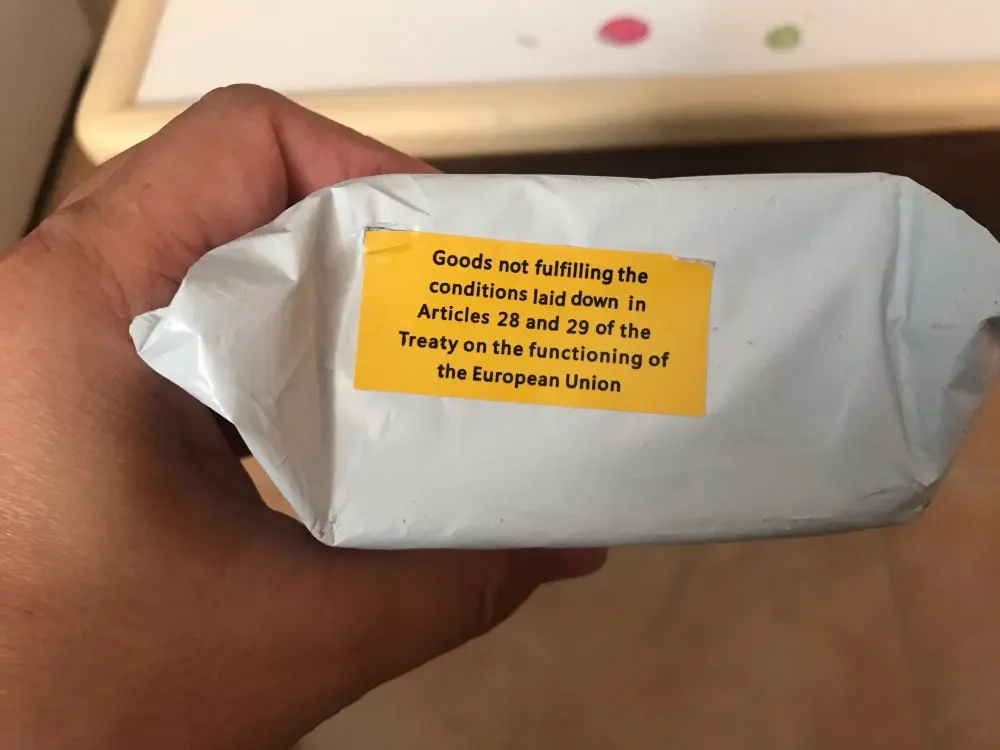 Goods not fulfilling the
conditions laid down in
Articles 28 and 29 of the
Treaty on the functioning of
the European Union